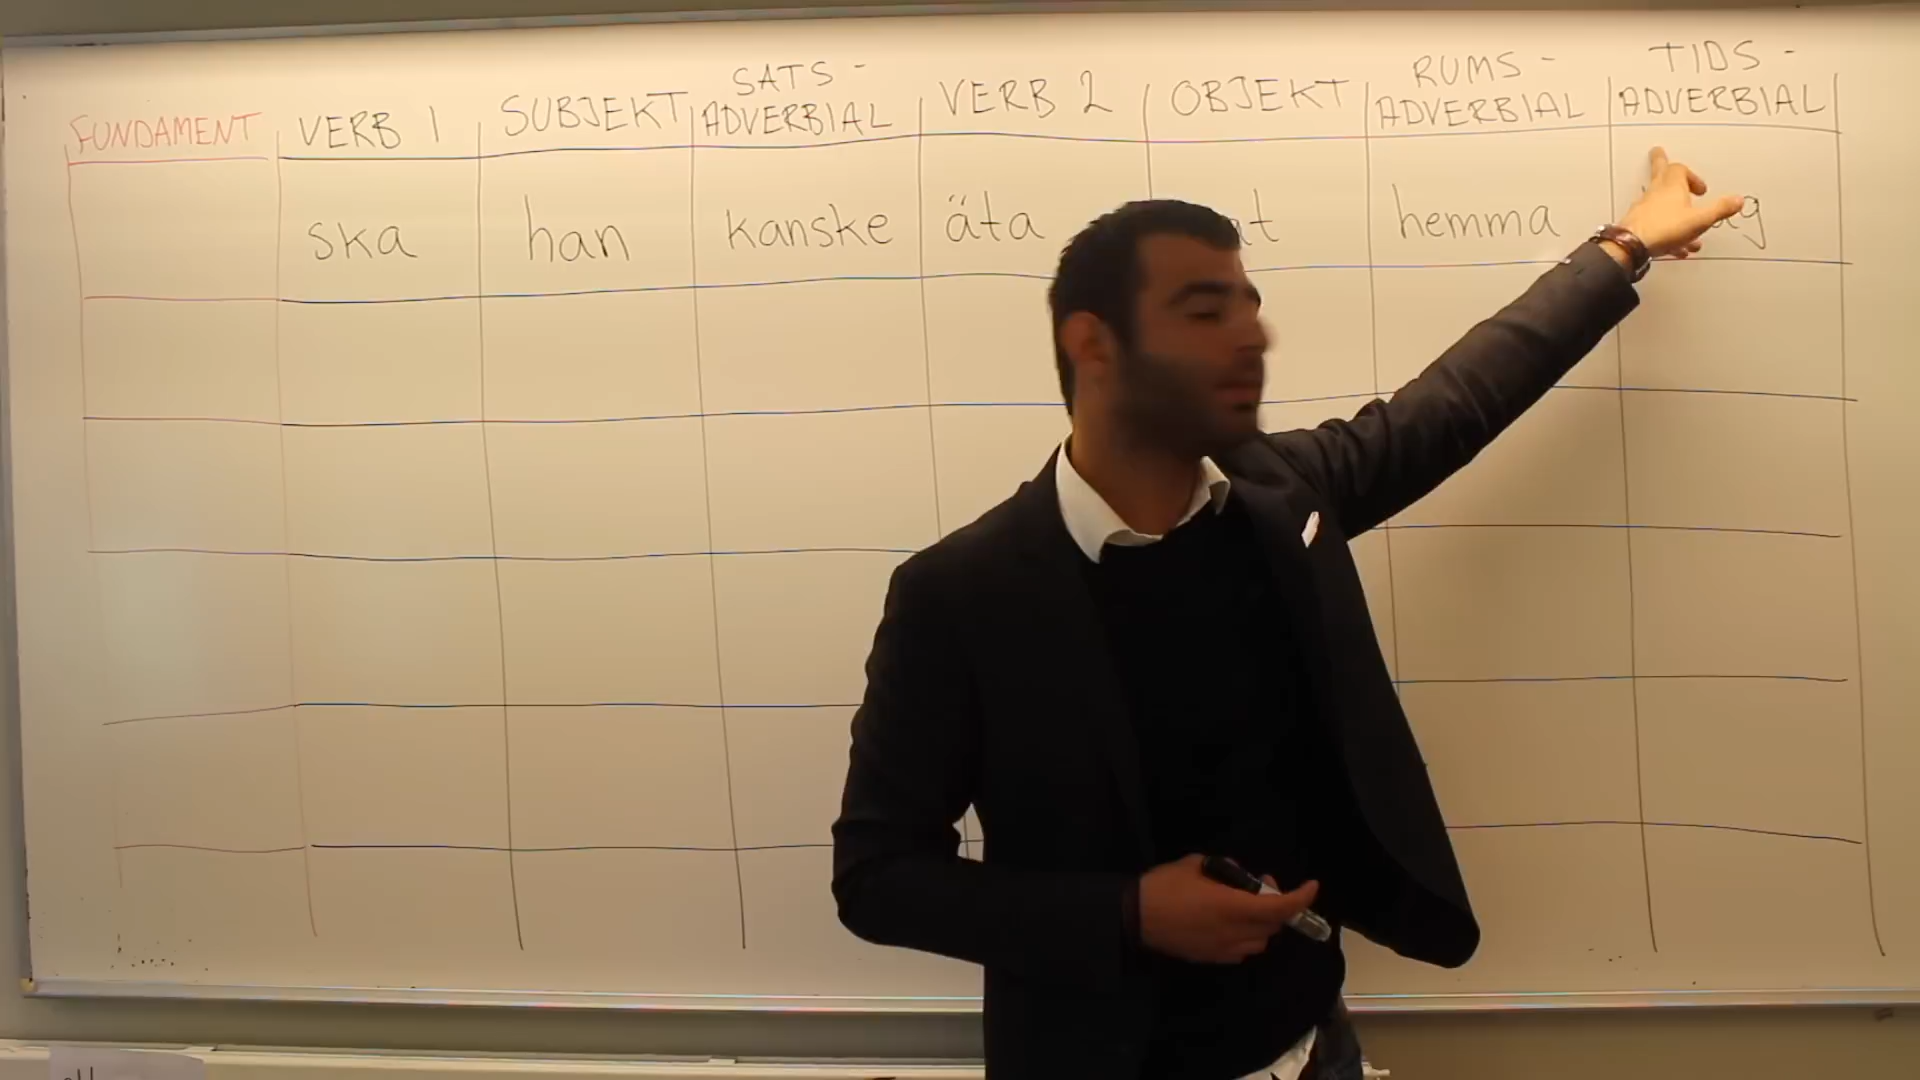 FUNDAMENT VERB 1 SUBJEKT SATS-ADVERBIAL VERB 2 OBJEKT RUMS-ADVERBIAL TIDS-ADVERBIAL
ska han kanske äta hemma